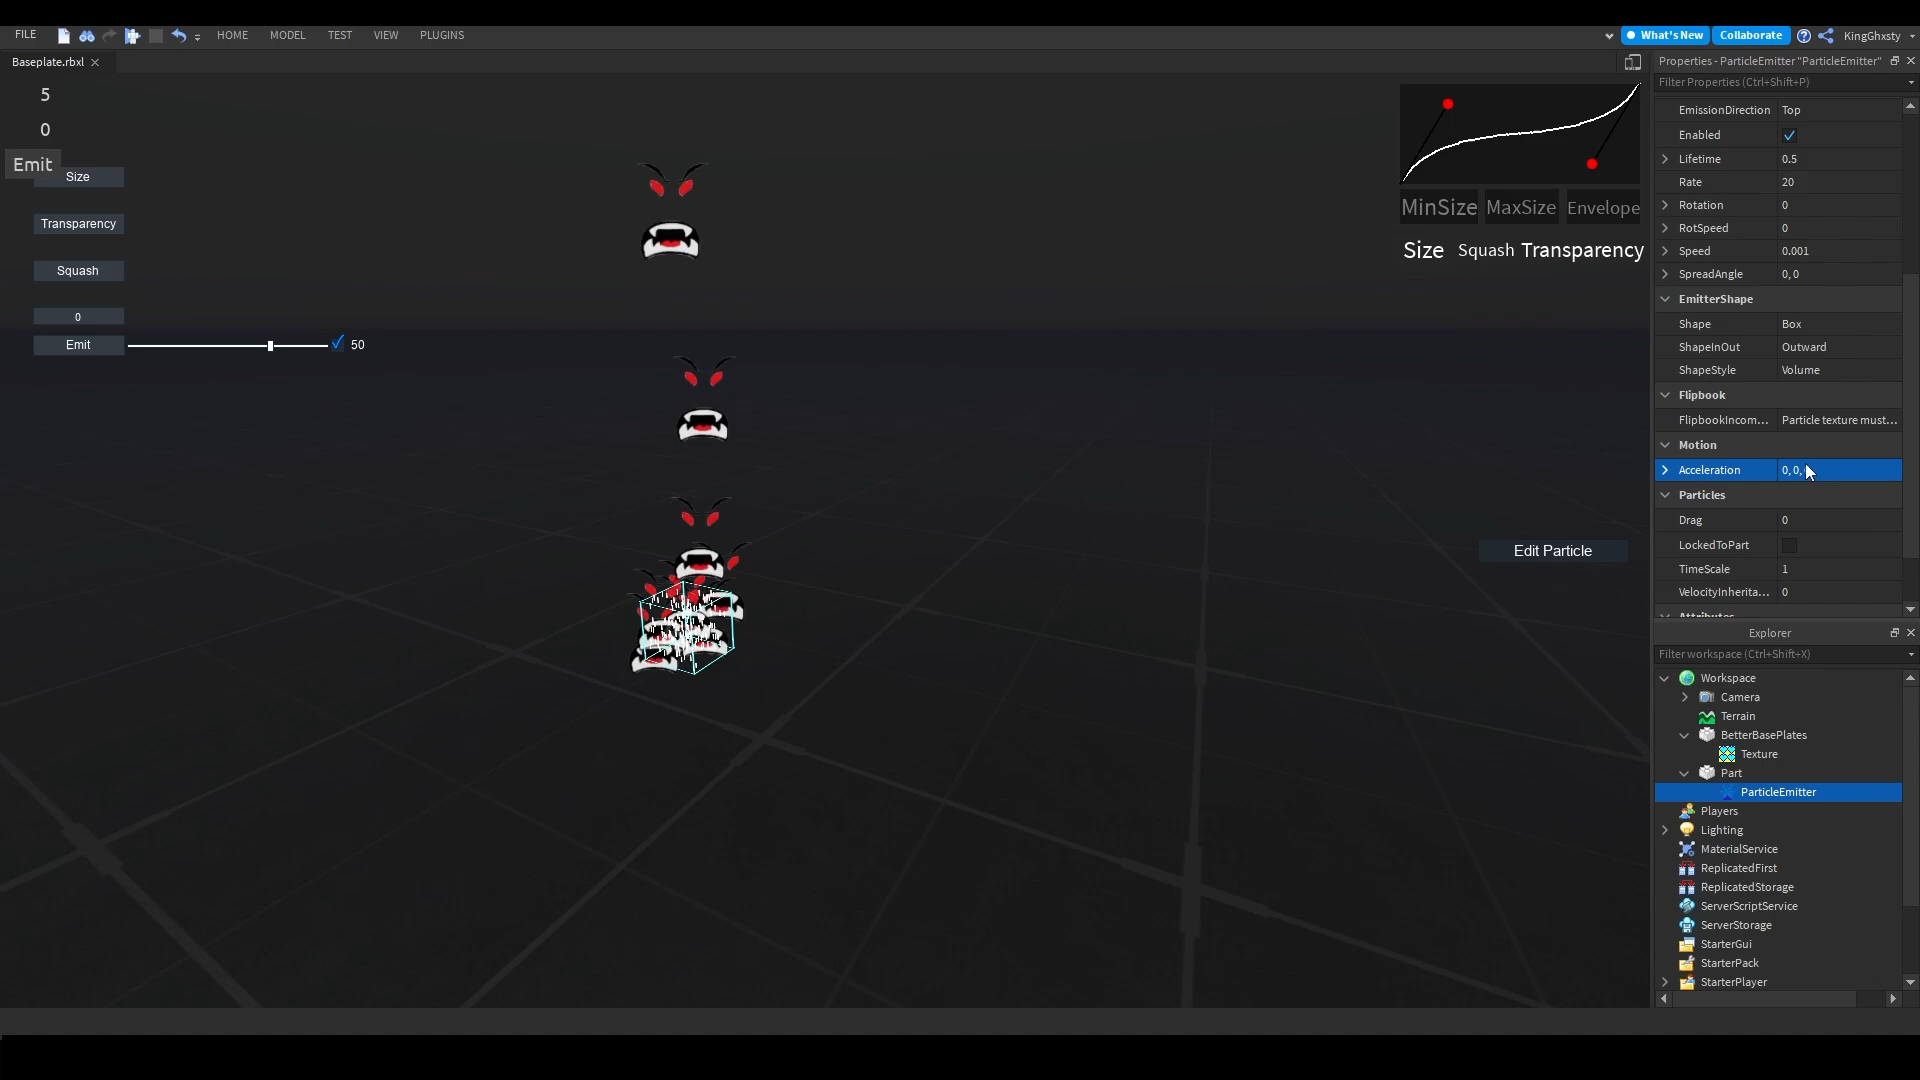 FILE HOME MODEL TEST VIEW PLUGINS What's New Collaborate KingGhxsty
Baseplate.rbxl
5
0
Emit
Size
Transparency
Squash
0
Emit 50
MinSize MaxSize Envelope
Size Squash Transparency
Edit Particle
Properties - ParticleEmitter "ParticleEmitter"
Filter Properties (Ctrl+Shift+P)
EmissionDirection Top
Enabled
Lifetime 0.5
Rate 20
Rotation 0
RotSpeed 0
Speed 0.001
SpreadAngle 0, 0
EmitterShape
Shape Box
ShapeInOut Outward
ShapeStyle Volume
Flipbook
FlipbookIncom... Particle texture must...
Motion
Acceleration 0, 0,
Particles
Drag 0
LockedToPart
TimeScale 1
VelocityInherita... 0
Attributes
Explorer
Filter workspace (Ctrl+Shift+X)
Workspace
Camera
Terrain
BetterBasePlates
Texture
Part
ParticleEmitter
Players
Lighting
MaterialService
ReplicatedFirst
ReplicatedStorage
ServerScriptService
ServerStorage
StarterGui
StarterPack
StarterPlayer